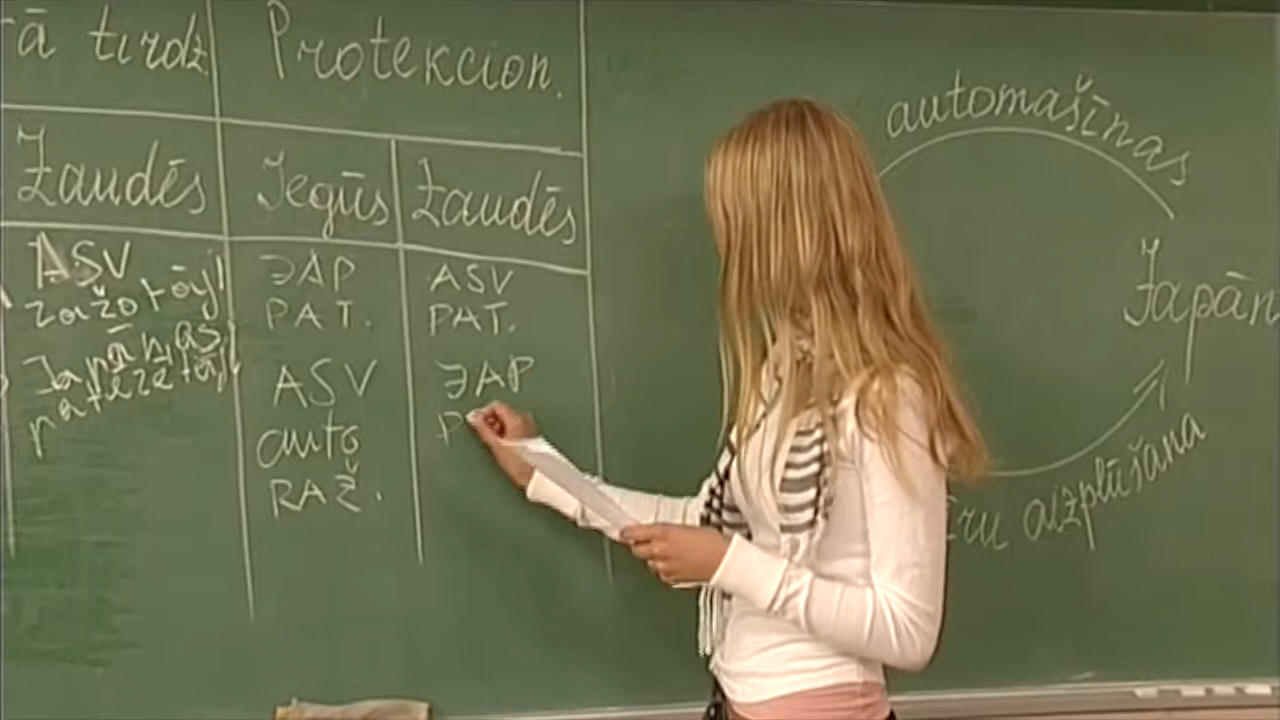 ā tirdz.
Protekcion.
Zaudēs
Iegūs
Zaudēs
ASV
ražotāji
Japānas
patērētāji
JAP
PAT.
ASV
auto
RAŽ.
ASV
PAT.
JAP
P
automašīnas
Japān
īru aizplūšana